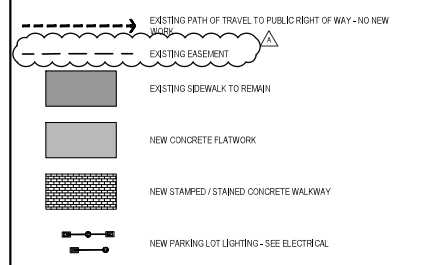 EXISTING PATH OF TRAVEL TO PUBLIC RIGHT OF WAY - NO NEW
WORK
A
EXISTING EASEMENT
EXISTING SIDEWALK TO REMAIN
NEW CONCRETE FLATWORK
NEW STAMPED / STAINED CONCRETE WALKWAY
NEW PARKING LOT LIGHTING - SEE ELECTRICAL